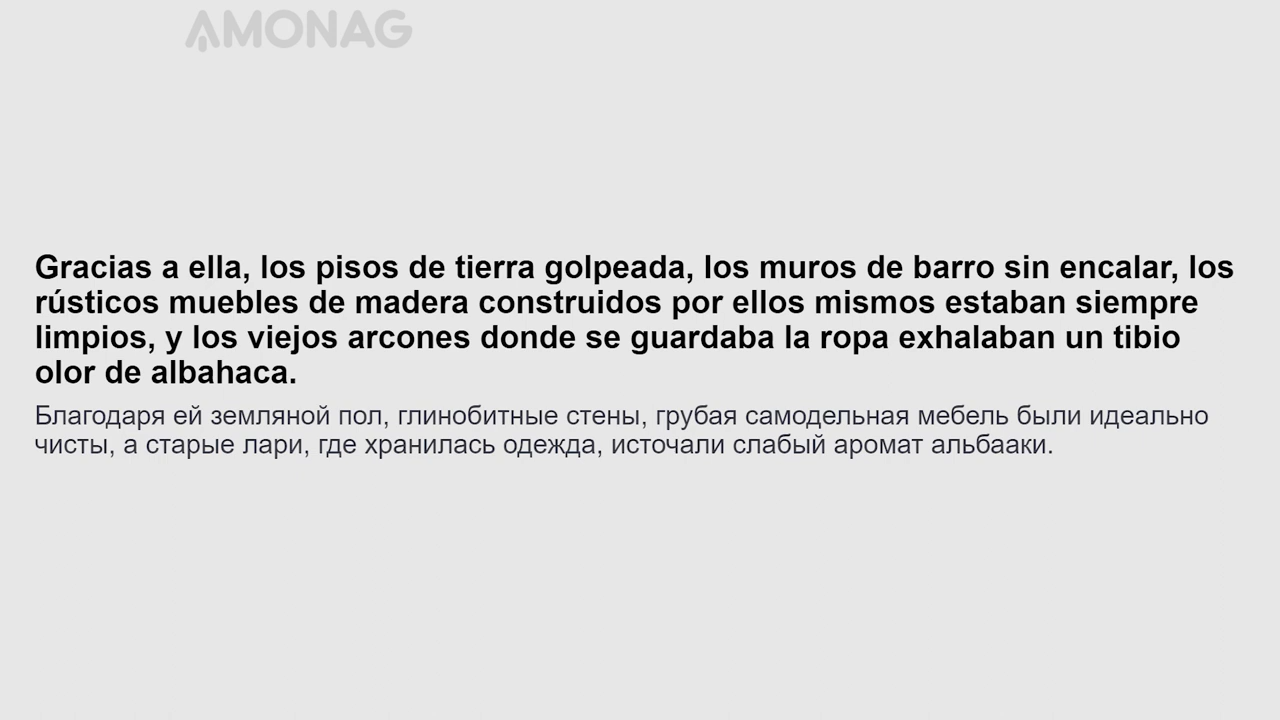 AMONAG
Gracias a ella, los pisos de tierra golpeada, los muros de barro sin encalar, los
rústicos muebles de madera construidos por ellos mismos estaban siempre
limpios, y los viejos arcones donde se guardaba la ropa exhalaban un tibio
olor de albahaca.
Благодаря ей земляной пол, глинобитные стены, грубая самодельная мебель были идеально
чисты, а старые лари, где хранилась одежда, источали слабый аромат альбааки.